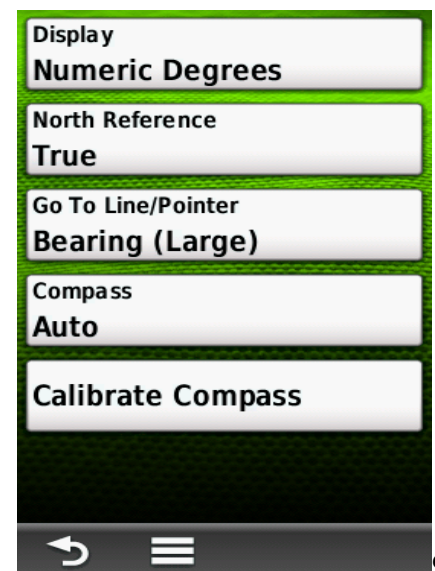 Display
Numeric Degrees
North Reference
True
Go To Line/Pointer
Bearing (Large)
Compass
Auto
Calibrate Compass